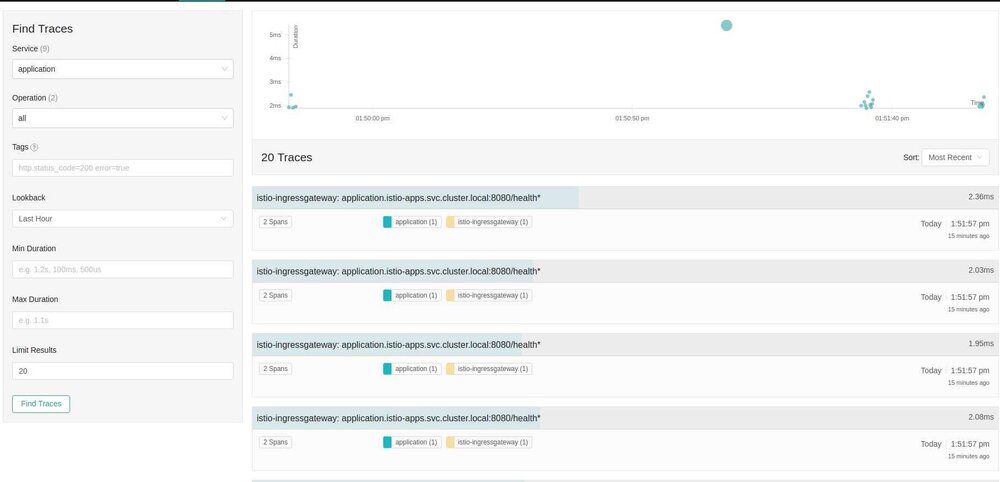 Find Traces
Service (9)
application
Operation (2)
all
Tags ?
http.status_code=200 error=true
Lookback
Last Hour
Min Duration
e.g. 1.2s, 100ms, 500us
Max Duration
e.g. 1.1s
Limit Results
20
Find Traces
Duration
5ms
4ms
3ms
2ms
Time
01:50:00 pm
01:50:50 pm
01:51:40 pm
20 Traces
Sort: Most Recent
istio-ingressgateway: application.istio-apps.svc.cluster.local:8080/health* 2.36ms
2 Spans application (1) istio-ingressgateway (1) Today 1:51:57 pm
15 minutes ago
istio-ingressgateway: application.istio-apps.svc.cluster.local:8080/health* 2.03ms
2 Spans application (1) istio-ingressgateway (1) Today 1:51:57 pm
15 minutes ago
istio-ingressgateway: application.istio-apps.svc.cluster.local:8080/health* 1.95ms
2 Spans application (1) istio-ingressgateway (1) Today 1:51:57 pm
15 minutes ago
istio-ingressgateway: application.istio-apps.svc.cluster.local:8080/health* 2.08ms
2 Spans application (1) istio-ingressgateway (1) Today 1:51:57 pm
15 minutes ago